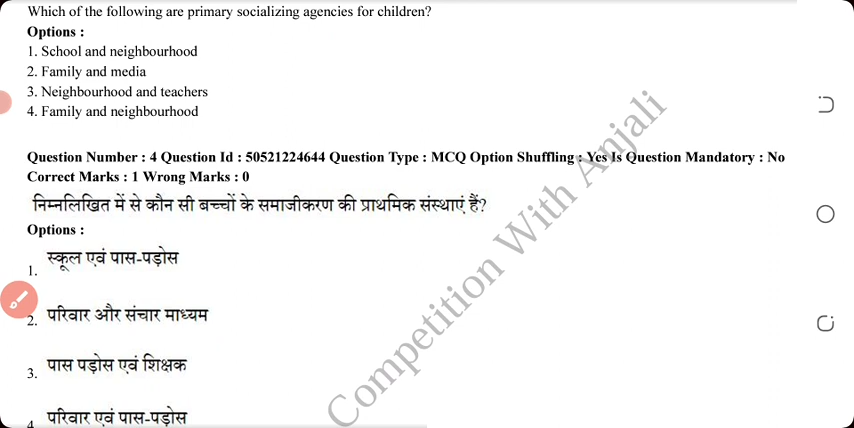 Which of the following are primary socializing agencies for children?
Options :
1. School and neighbourhood
2. Family and media
3. Neighbourhood and teachers
4. Family and neighbourhood
Question Number : 4 Question Id : 50521224644 Question Type : MCQ Option Shuffling : Yes Is Question Mandatory : No
Correct Marks : 1 Wrong Marks : 0
निम्नलिखित में से कौन सी बच्चों के समाजीकरण की प्राथमिक संस्थाएं हैं?
Options :
1. स्कूल एवं पास-पड़ोस
2. परिवार और संचार माध्यम
3. पास पड़ोस एवं शिक्षक
4. परिवार एवं पास-पड़ोस
Competition With Anjali